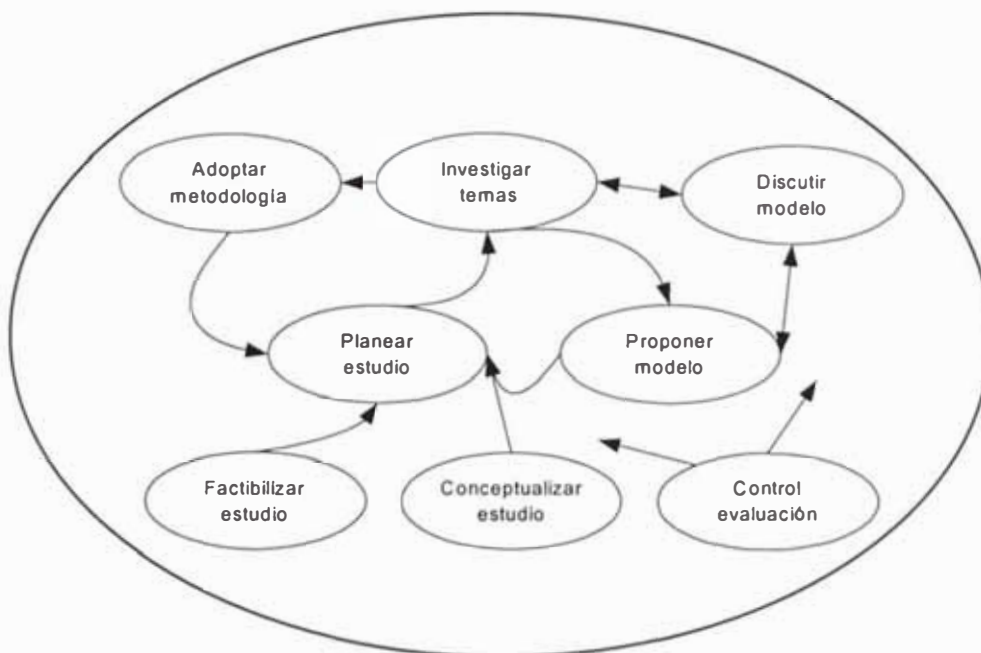 Adoptar
metodología
Investigar
temas
Discutir
modelo
Planear
estudio
Proponer
modelo
Factibilizar
estudio
Conceptualizar
estudio
Control
evaluación